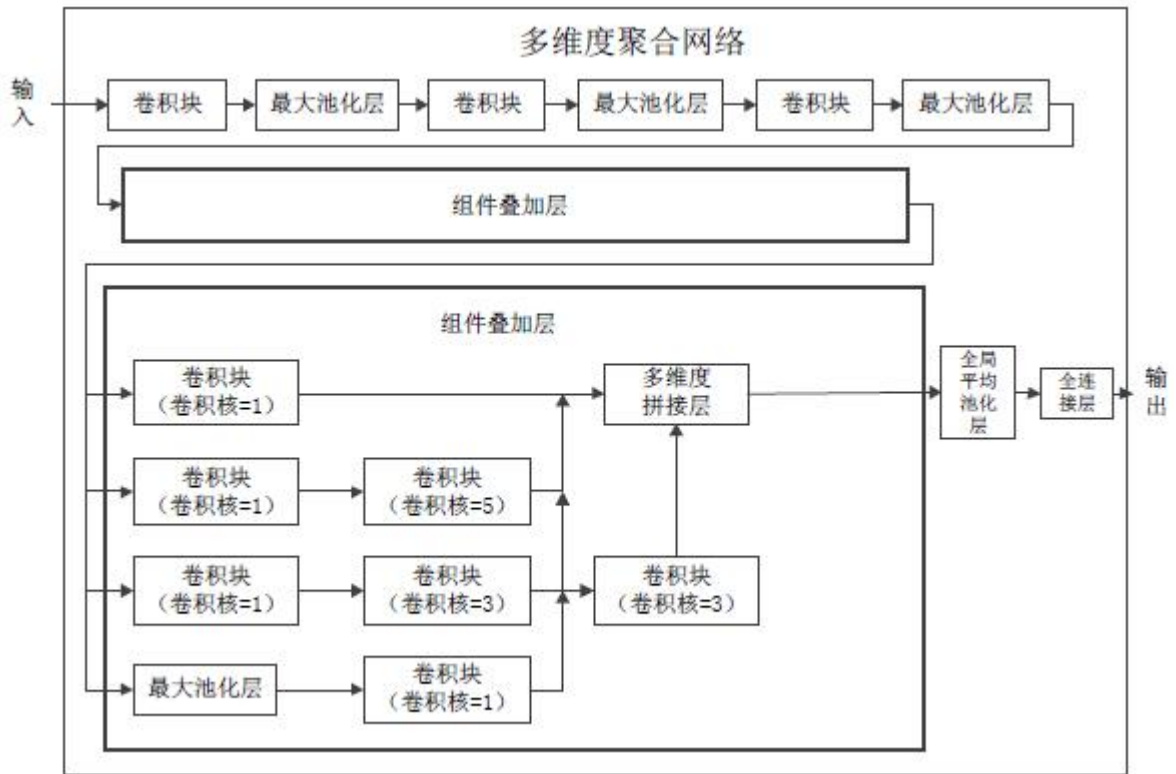 多维度聚合网络
输
入
卷积块
最大池化层
卷积块
最大池化层
卷积块
最大池化层
组件叠加层
组件叠加层
卷积块
（卷积核=1）
多维度
拼接层
全局
平均
池化
层
全连
接层
输
出
卷积块
（卷积核=1）
卷积块
（卷积核=5）
卷积块
（卷积核=1）
卷积块
（卷积核=3）
卷积块
（卷积核=3）
最大池化层
卷积块
（卷积核=1）